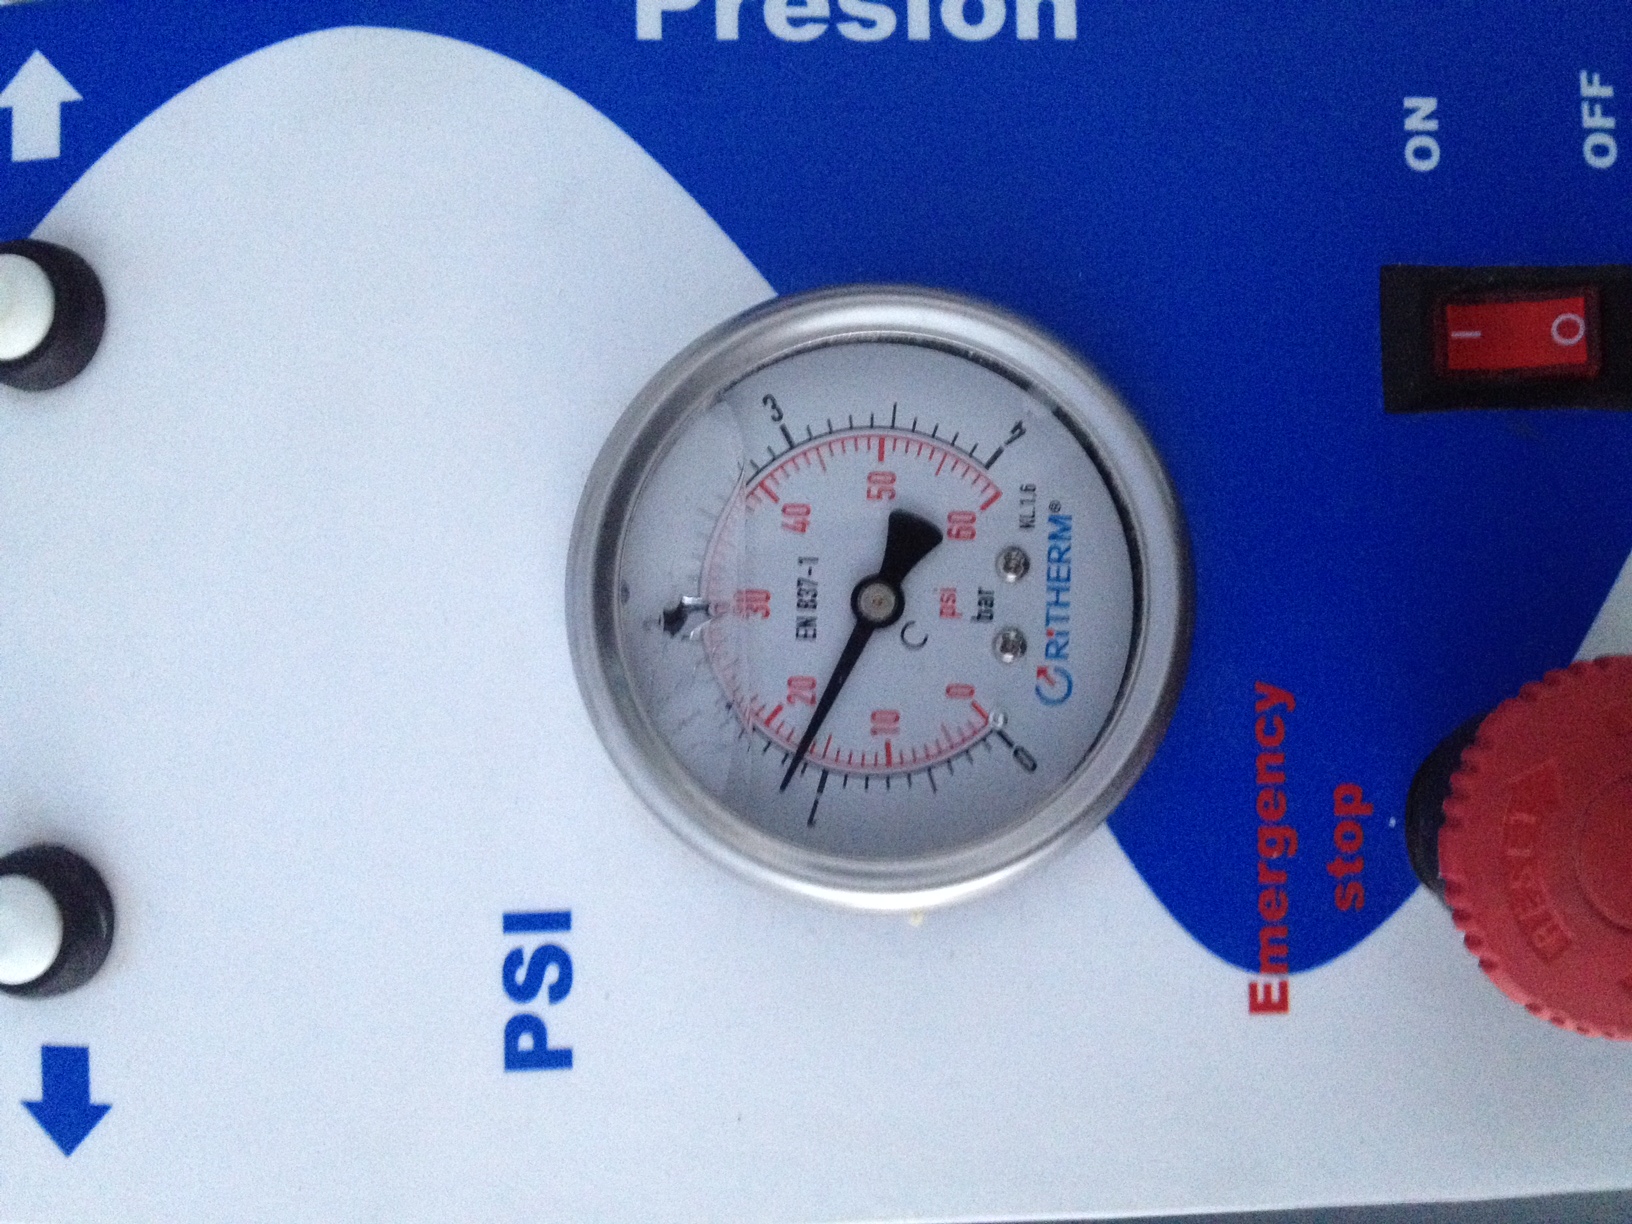 Presion
ON
OFF
I O
PSI
0 1 3 4
0 10 20 30 40 50 60
EN 837-1
psi
bar
KL.1.6
RiTHERM®
Emergency
stop
RESET